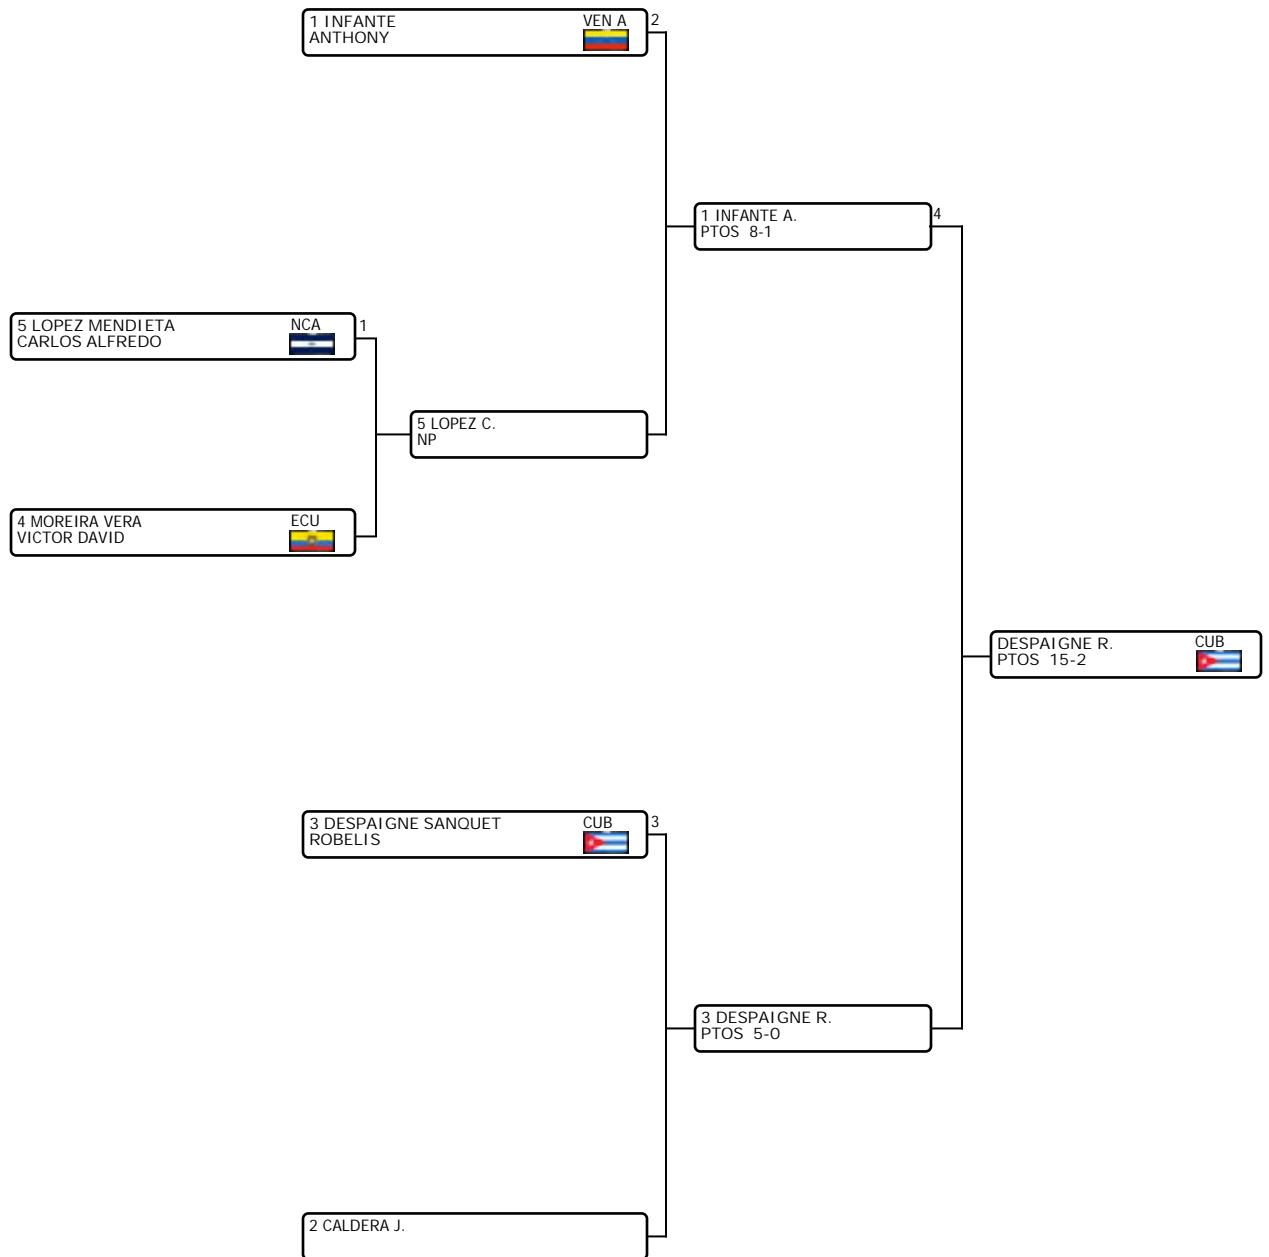 1 INFANTE VEN A 2
ANTHONY
1 INFANTE A. 4
PTOS 8-1
5 LOPEZ MENDIETA NCA 1
CARLOS ALFREDO
5 LOPEZ C.
NP
4 MOREIRA VERA ECU
VICTOR DAVID
DESPAIGNE R. CUB
PTOS 15-2
3 DESPAIGNE SANQUET CUB 3
ROBELIS
3 DESPAIGNE R.
PTOS 5-0
2 CALDERA J.